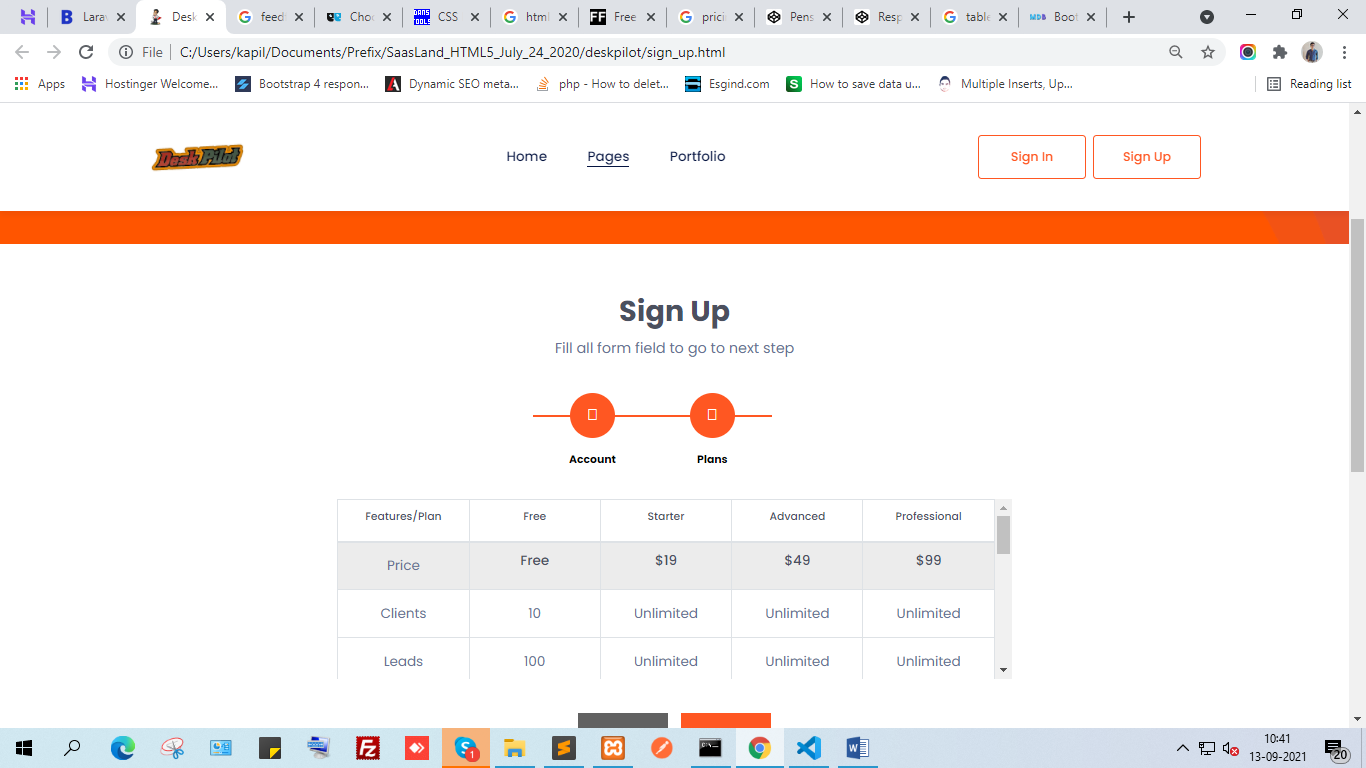 Lara
Desk
feed
Choo
CSS
html
Free
prici
Pens
Resp
table
Boot
File
C:/Users/kapil/Documents/Prefix/SaasLand_HTML5_July_24_2020/deskpilot/sign_up.html
Apps
Hostinger Welcome...
Bootstrap 4 respon...
Dynamic SEO meta...
php - How to delet...
Esgind.com
How to save data u...
Multiple Inserts, Up...
Reading list
Desk Pilot
Home
Pages
Portfolio
Sign In
Sign Up
Sign Up
Fill all form field to go to next step
Account
Plans
Features/Plan Free Starter Advanced Professional
Price Free $19 $49 $99
Clients 10 Unlimited Unlimited Unlimited
Leads 100 Unlimited Unlimited Unlimited
10:41
13-09-2021
20